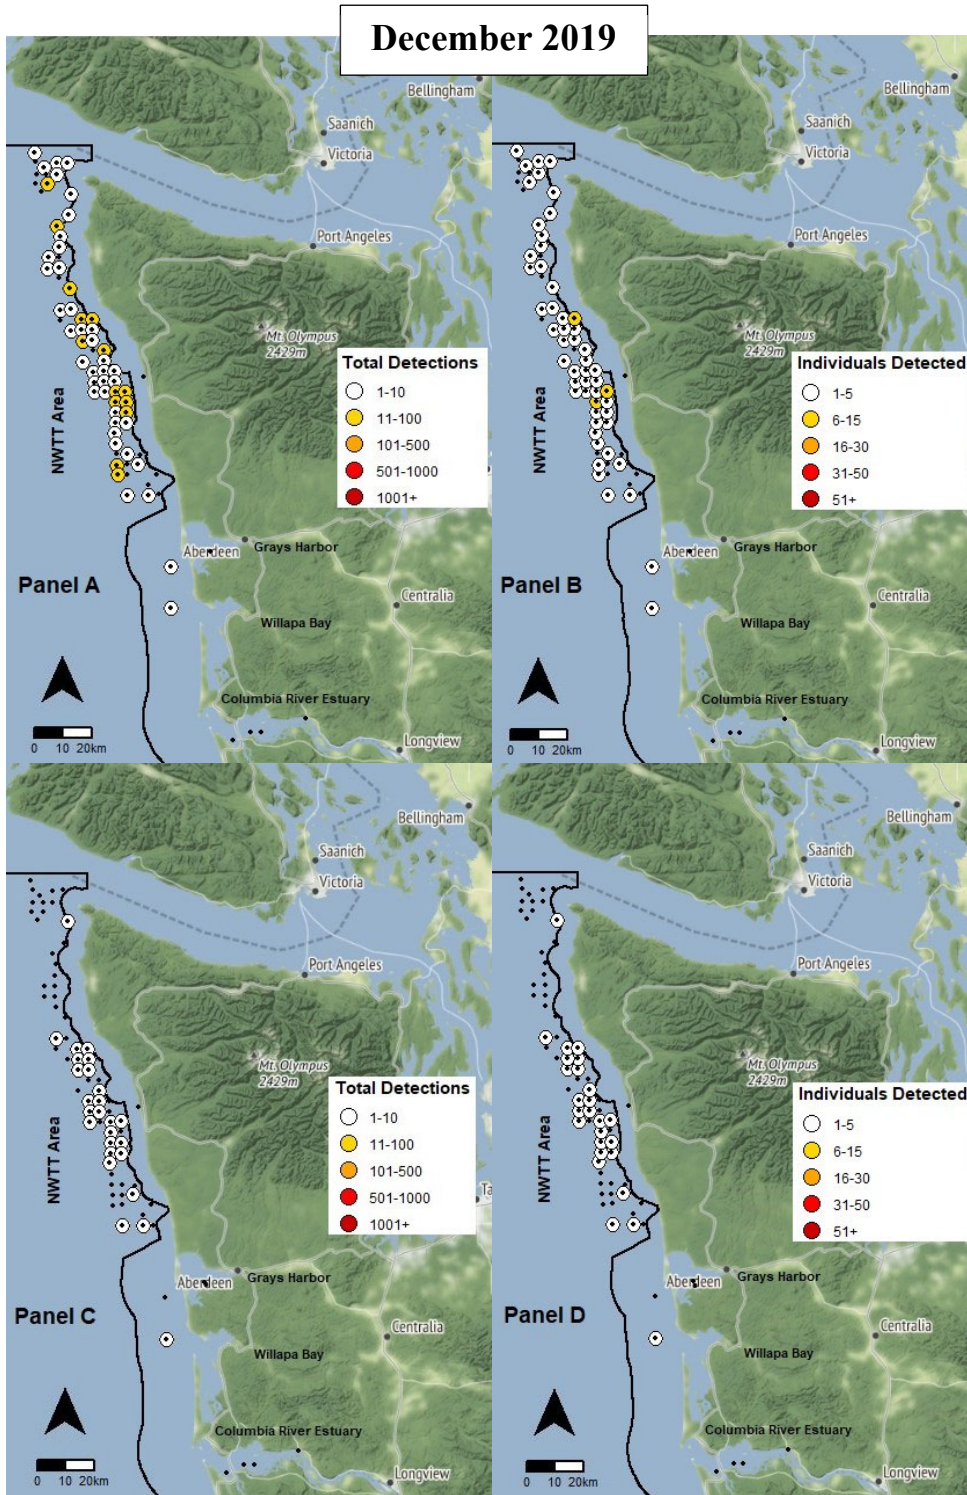 December 2019
Bellingham
Saanich
Victoria
Port Angeles
Mt. Olympus
2429m
Total Detections
1-10
11-100
101-500
501-1000
1001+
NWTT Area
Aberdeen
Grays Harbor
Panel A
Centralia
Willapa Bay
Columbia River Estuary
Longview
0 10 20km
Bellingham
Saanich
Victoria
Port Angeles
Mt. Olympus
2429m
Individuals Detected
1-5
6-15
16-30
31-50
51+
NWTT Area
Aberdeen
Grays Harbor
Panel B
Centralia
Willapa Bay
Columbia River Estuary
Longview
0 10 20km
Bellingham
Saanich
Victoria
Port Angeles
Mt. Olympus
2429m
Total Detections
1-10
11-100
101-500
501-1000
1001+
NWTT Area
Ta
Aberdeen
Grays Harbor
Panel C
Centralia
Willapa Bay
Columbia River Estuary
Longview
0 10 20km
Bellingham
Saanich
Victoria
Port Angeles
Mt. Olympus
2429m
Individuals Detected
1-5
6-15
16-30
31-50
51+
NWTT Area
Aberdeen
Grays Harbor
Panel D
Centralia
Willapa Bay
Columbia River Estuary
Longview
0 10 20km